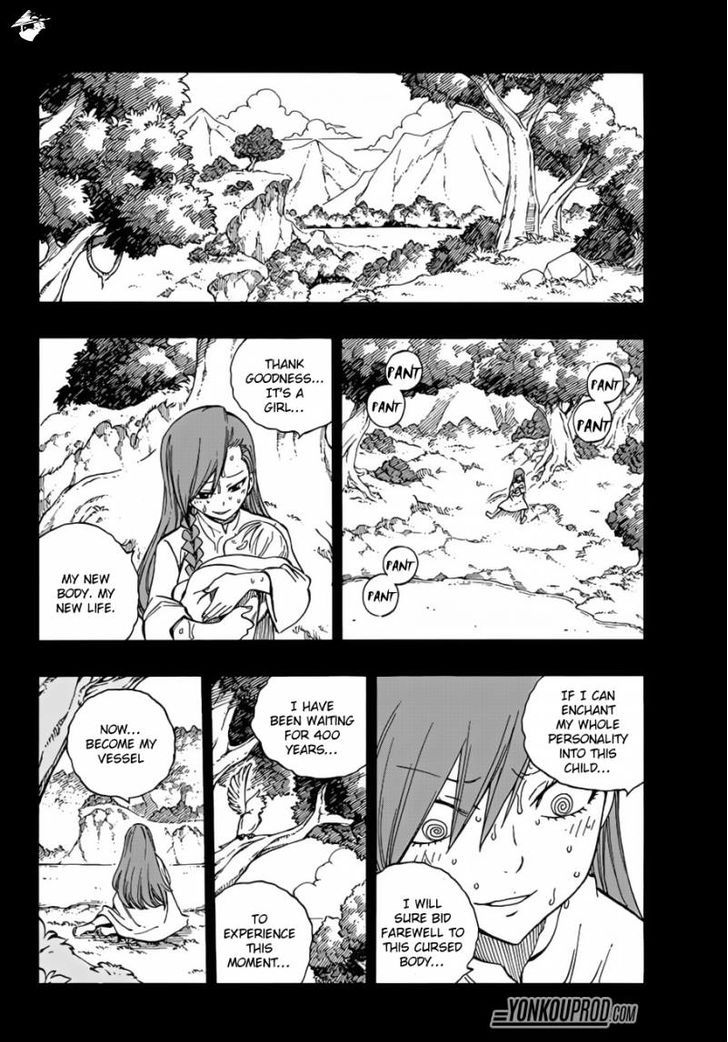 PANT
PANT
PANT
PANT
PANT
PANT
THANK
GOODNESS...
IT'S A
GIRL...
MY NEW
BODY. MY
NEW LIFE.
IF I CAN
ENCHANT
MY WHOLE
PERSONALITY
INTO THIS
CHILD...
I WILL
SURE BID
FAREWELL TO
THIS CURSED
BODY...
I HAVE
BEEN WAITING
FOR 400
YEARS...
TO
EXPERIENCE
THIS
MOMENT...
NOW...
BECOME MY
VESSEL
YONKOUPROD.COM